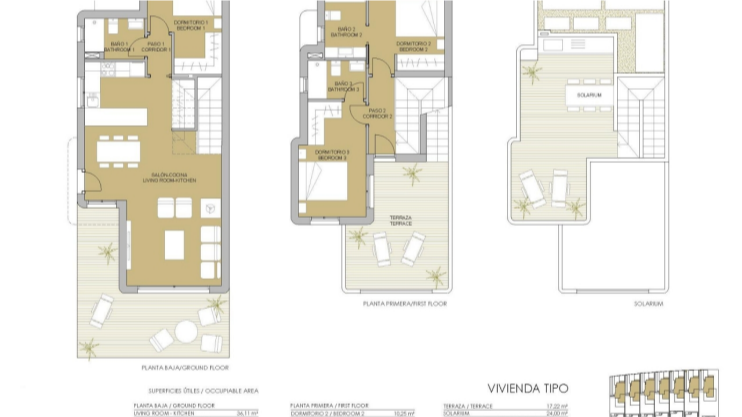 DORMITORIO 1
BEDROOM 1
BAÑO 1
BATHROOM 1
PASO 1
CORRIDOR 1
SALÓN-COCINA
LIVING ROOM-KITCHEN
BAÑO 2
BATHROOM 2
DORMITORIO 2
BEDROOM 2
BAÑO 3
BATHROOM 3
PASO 2
CORRIDOR 2
DORMITORIO 3
BEDROOM 3
TERRAZA
TERRACE
SOLARIUM
PLANTA PRIMERA/FIRST FLOOR
SOLARIUM
PLANTA BAJA/GROUND FLOOR
SUPERFICIES ÚTILES / OCCUPIABLE AREA
VIVIENDA TIPO
PLANTA BAJA / GROUND FLOOR
LIVING ROOM - KITCHEN 26,11 m²
PLANTA PRIMERA / FIRST FLOOR
DORMITORIO 2 / BEDROOM 2 10,25 m²
TERRAZA / TERRACE 17,22 m²
SOLARIUM 24,00 m²